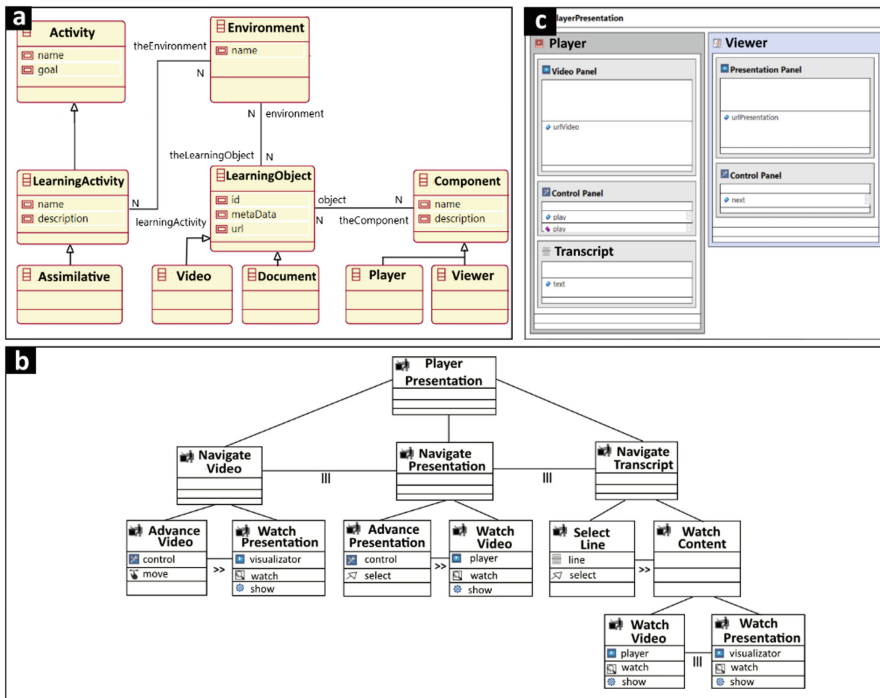 a
Activity
name
goal
theEnvironment
N
Environment
name
N
environment
theLearningObject
N
LearningActivity
name
description
N
learningActivity
LearningObject
id
metaData
url
object
N
N
theComponent
Component
name
description
Assimilative
Video
Document
Player
Viewer
c
PlayerPresentation
Player
Video Panel
urlVideo
Control Panel
play
play
Transcript
text
Viewer
Presentation Panel
urlPresentation
Control Panel
next
b
Player
Presentation
Navigate
Video
|||
Navigate
Presentation
|||
Navigate
Transcript
Advance
Video
control
move
>>
Watch
Presentation
visualizator
watch
show
Advance
Presentation
control
select
>>
Watch
Video
player
watch
show
Select
Line
line
select
>>
Watch
Content
Watch
Video
player
watch
show
|||
Watch
Presentation
visualizator
watch
show